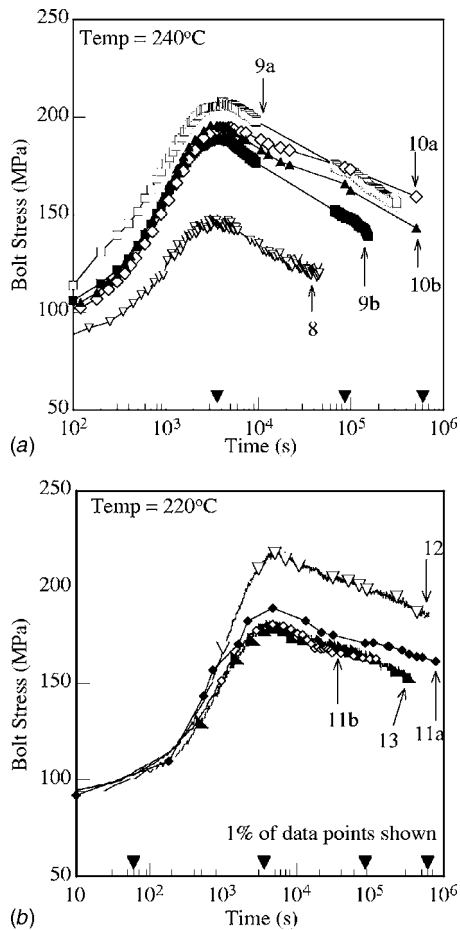 Temp = 240°C
250
200
150
100
50
Bolt Stress (MPa)
9a
10a
10b
9b
8
10² 10³ 10⁴ 10⁵ 10⁶
(a)
Time (s)
Temp = 220°C
250
200
150
100
50
Bolt Stress (MPa)
12
11b
13
11a
1% of data points shown
10 10² 10³ 10⁴ 10⁵ 10⁶
(b)
Time (s)